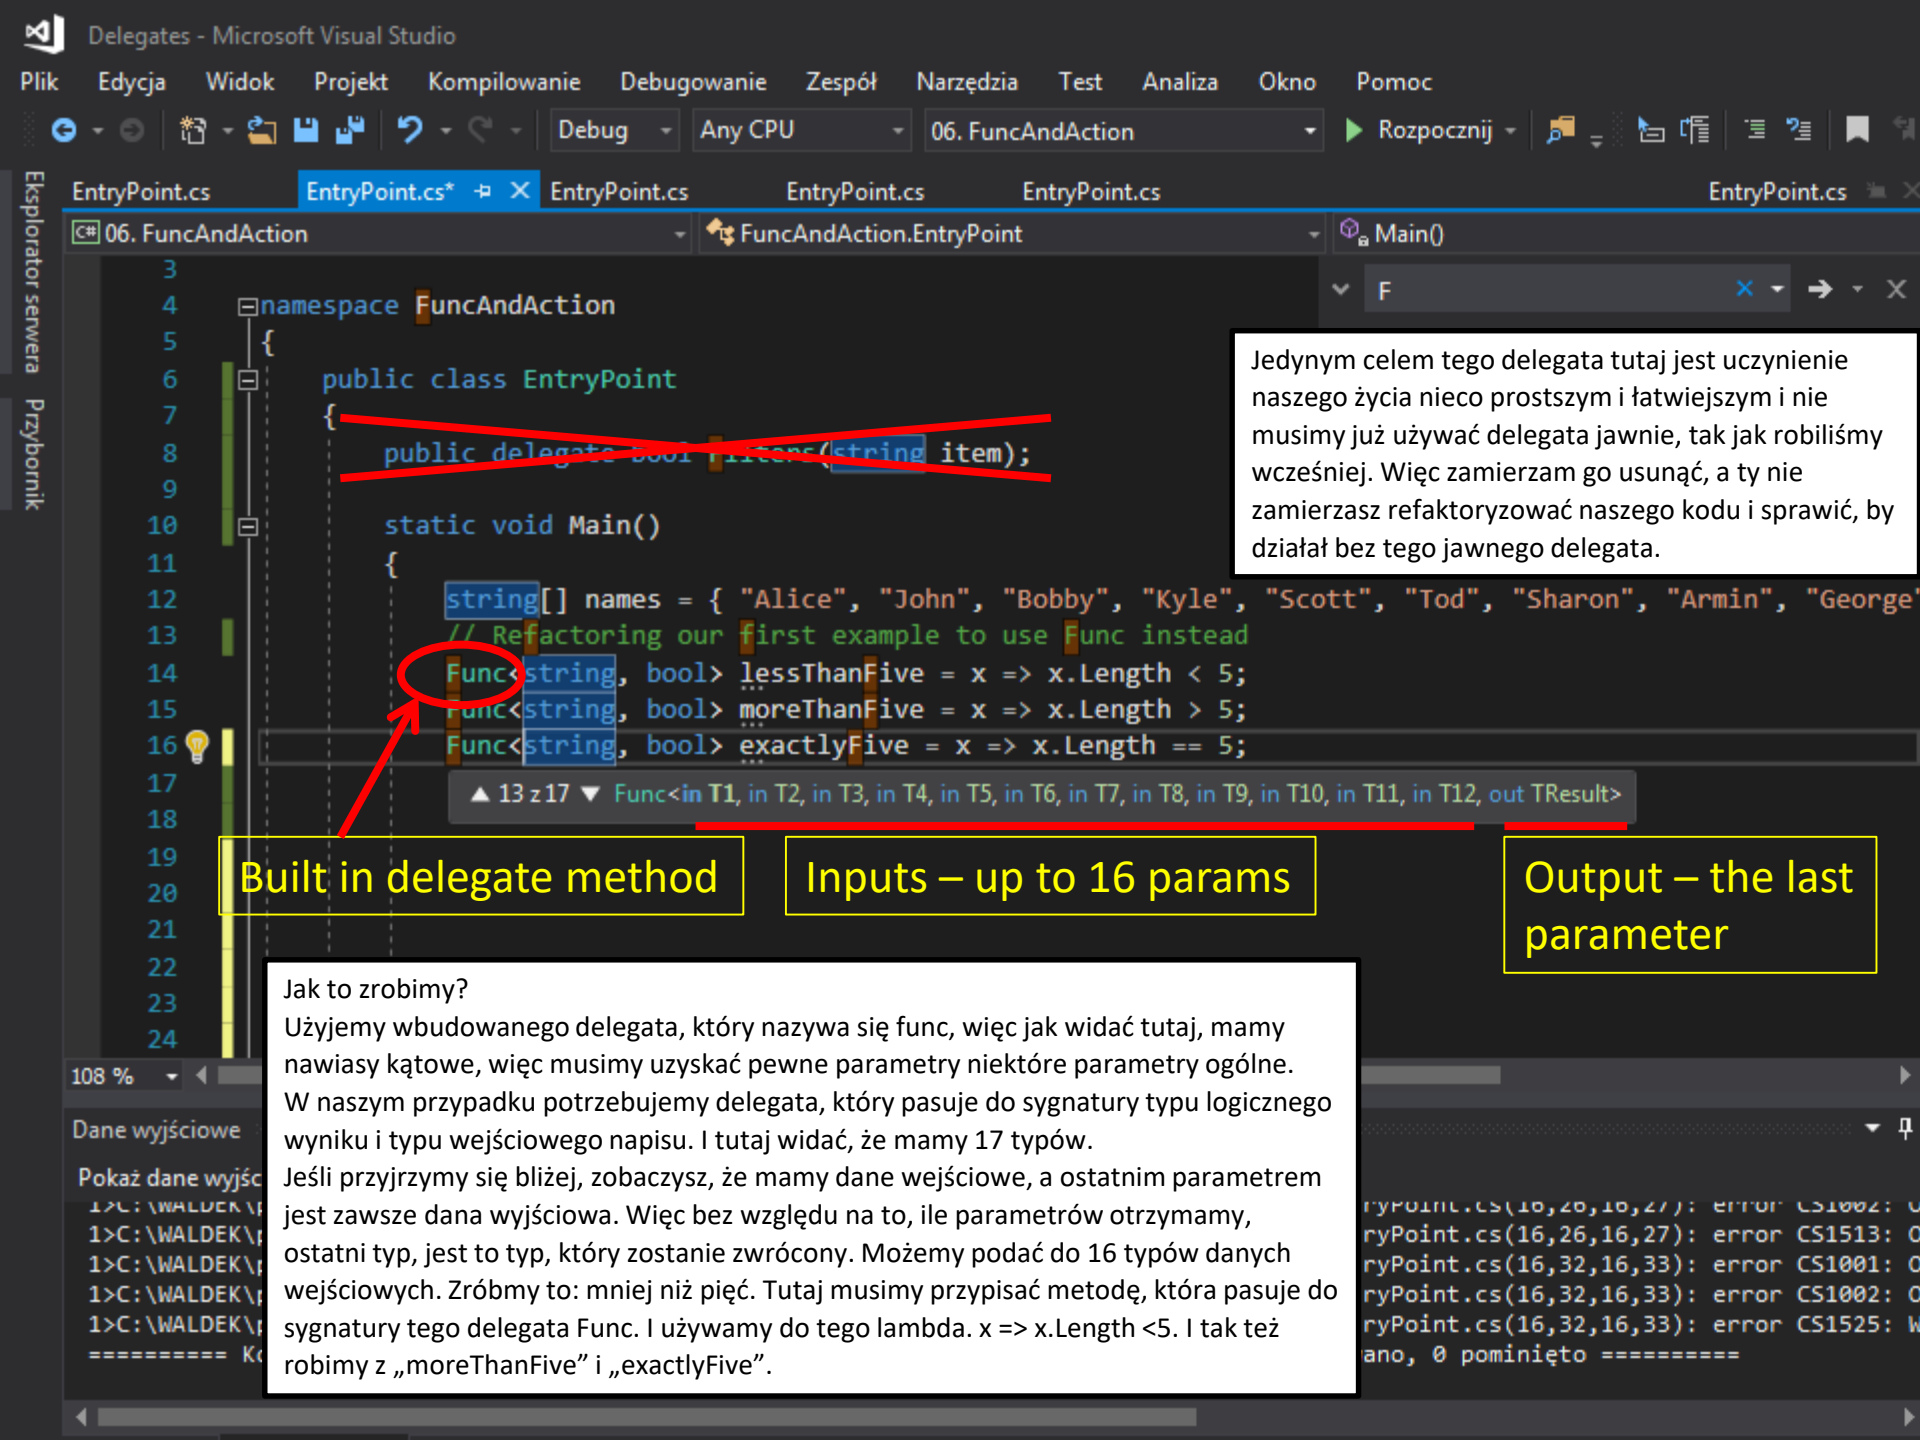 Delegates - Microsoft Visual Studio
Plik Edycja Widok Projekt Kompilowanie Debugowanie Zespół Narzędzia Test Analiza Okno Pomoc
Debug Any CPU 06. FuncAndAction Rozpocznij
Eksplorator serwera
Przybornik
EntryPoint.cs EntryPoint.cs* EntryPoint.cs EntryPoint.cs EntryPoint.cs EntryPoint.cs
C# 06. FuncAndAction FuncAndAction.EntryPoint Main()
F
3
4 namespace FuncAndAction
5 {
6 public class EntryPoint
7 {
8 public delegate bool Filters(string item);
9
10 static void Main()
11 {
12 string[] names = { "Alice", "John", "Bobby", "Kyle", "Scott", "Tod", "Sharon", "Armin", "George"
13 // Refactoring our first example to use Func instead
14 Func<string, bool> lessThanFive = x => x.Length < 5;
15 Func<string, bool> moreThanFive = x => x.Length > 5;
16 Func<string, bool> exactlyFive = x => x.Length == 5;
17
▲ 13 z 17 ▼ Func<in T1, in T2, in T3, in T4, in T5, in T6, in T7, in T8, in T9, in T10, in T11, in T12, out TResult>
18
19
20
21
22
23
24
Jedynym celem tego delegata tutaj jest uczynienie
naszego życia nieco prostszym i łatwiejszym i nie
musimy już używać delegata jawnie, tak jak robiliśmy
wcześniej. Więc zamierzam go usunąć, a ty nie
zamierzasz refaktoryzować naszego kodu i sprawić, by
działał bez tego jawnego delegata.
Built in delegate method
Inputs – up to 16 params
Output – the last
parameter
Jak to zrobimy?
Użyjemy wbudowanego delegata, który nazywa się func, więc jak widać tutaj, mamy
nawiasy kątowe, więc musimy uzyskać pewne parametry niektóre parametry ogólne.
W naszym przypadku potrzebujemy delegata, który pasuje do sygnatury typu logicznego
wyniku i typu wejściowego napisu. I tutaj widać, że mamy 17 typów.
Jeśli przyjrzymy się bliżej, zobaczysz, że mamy dane wejściowe, a ostatnim parametrem
jest zawsze dana wyjściowa. Więc bez względu na to, ile parametrów otrzymamy,
ostatni typ, jest to typ, który zostanie zwrócony. Możemy podać do 16 typów danych
wejściowych. Zróbmy to: mniej niż pięć. Tutaj musimy przypisać metodę, która pasuje do
sygnatury tego delegata Func. I używamy do tego lambda. x => x.Length <5. I tak też
robimy z „moreThanFive” i „exactlyFive”.
108 %
Dane wyjściowe
Pokaż dane wyjśc
1>C:\WALDEK\ ryPoint.cs(16,26,16,27): error CS1002:
1>C:\WALDEK\ ryPoint.cs(16,26,16,27): error CS1513:
1>C:\WALDEK\ ryPoint.cs(16,32,16,33): error CS1001:
1>C:\WALDEK\ ryPoint.cs(16,32,16,33): error CS1002:
1>C:\WALDEK\ ryPoint.cs(16,32,16,33): error CS1525:
========== ano, 0 pominięto ==========